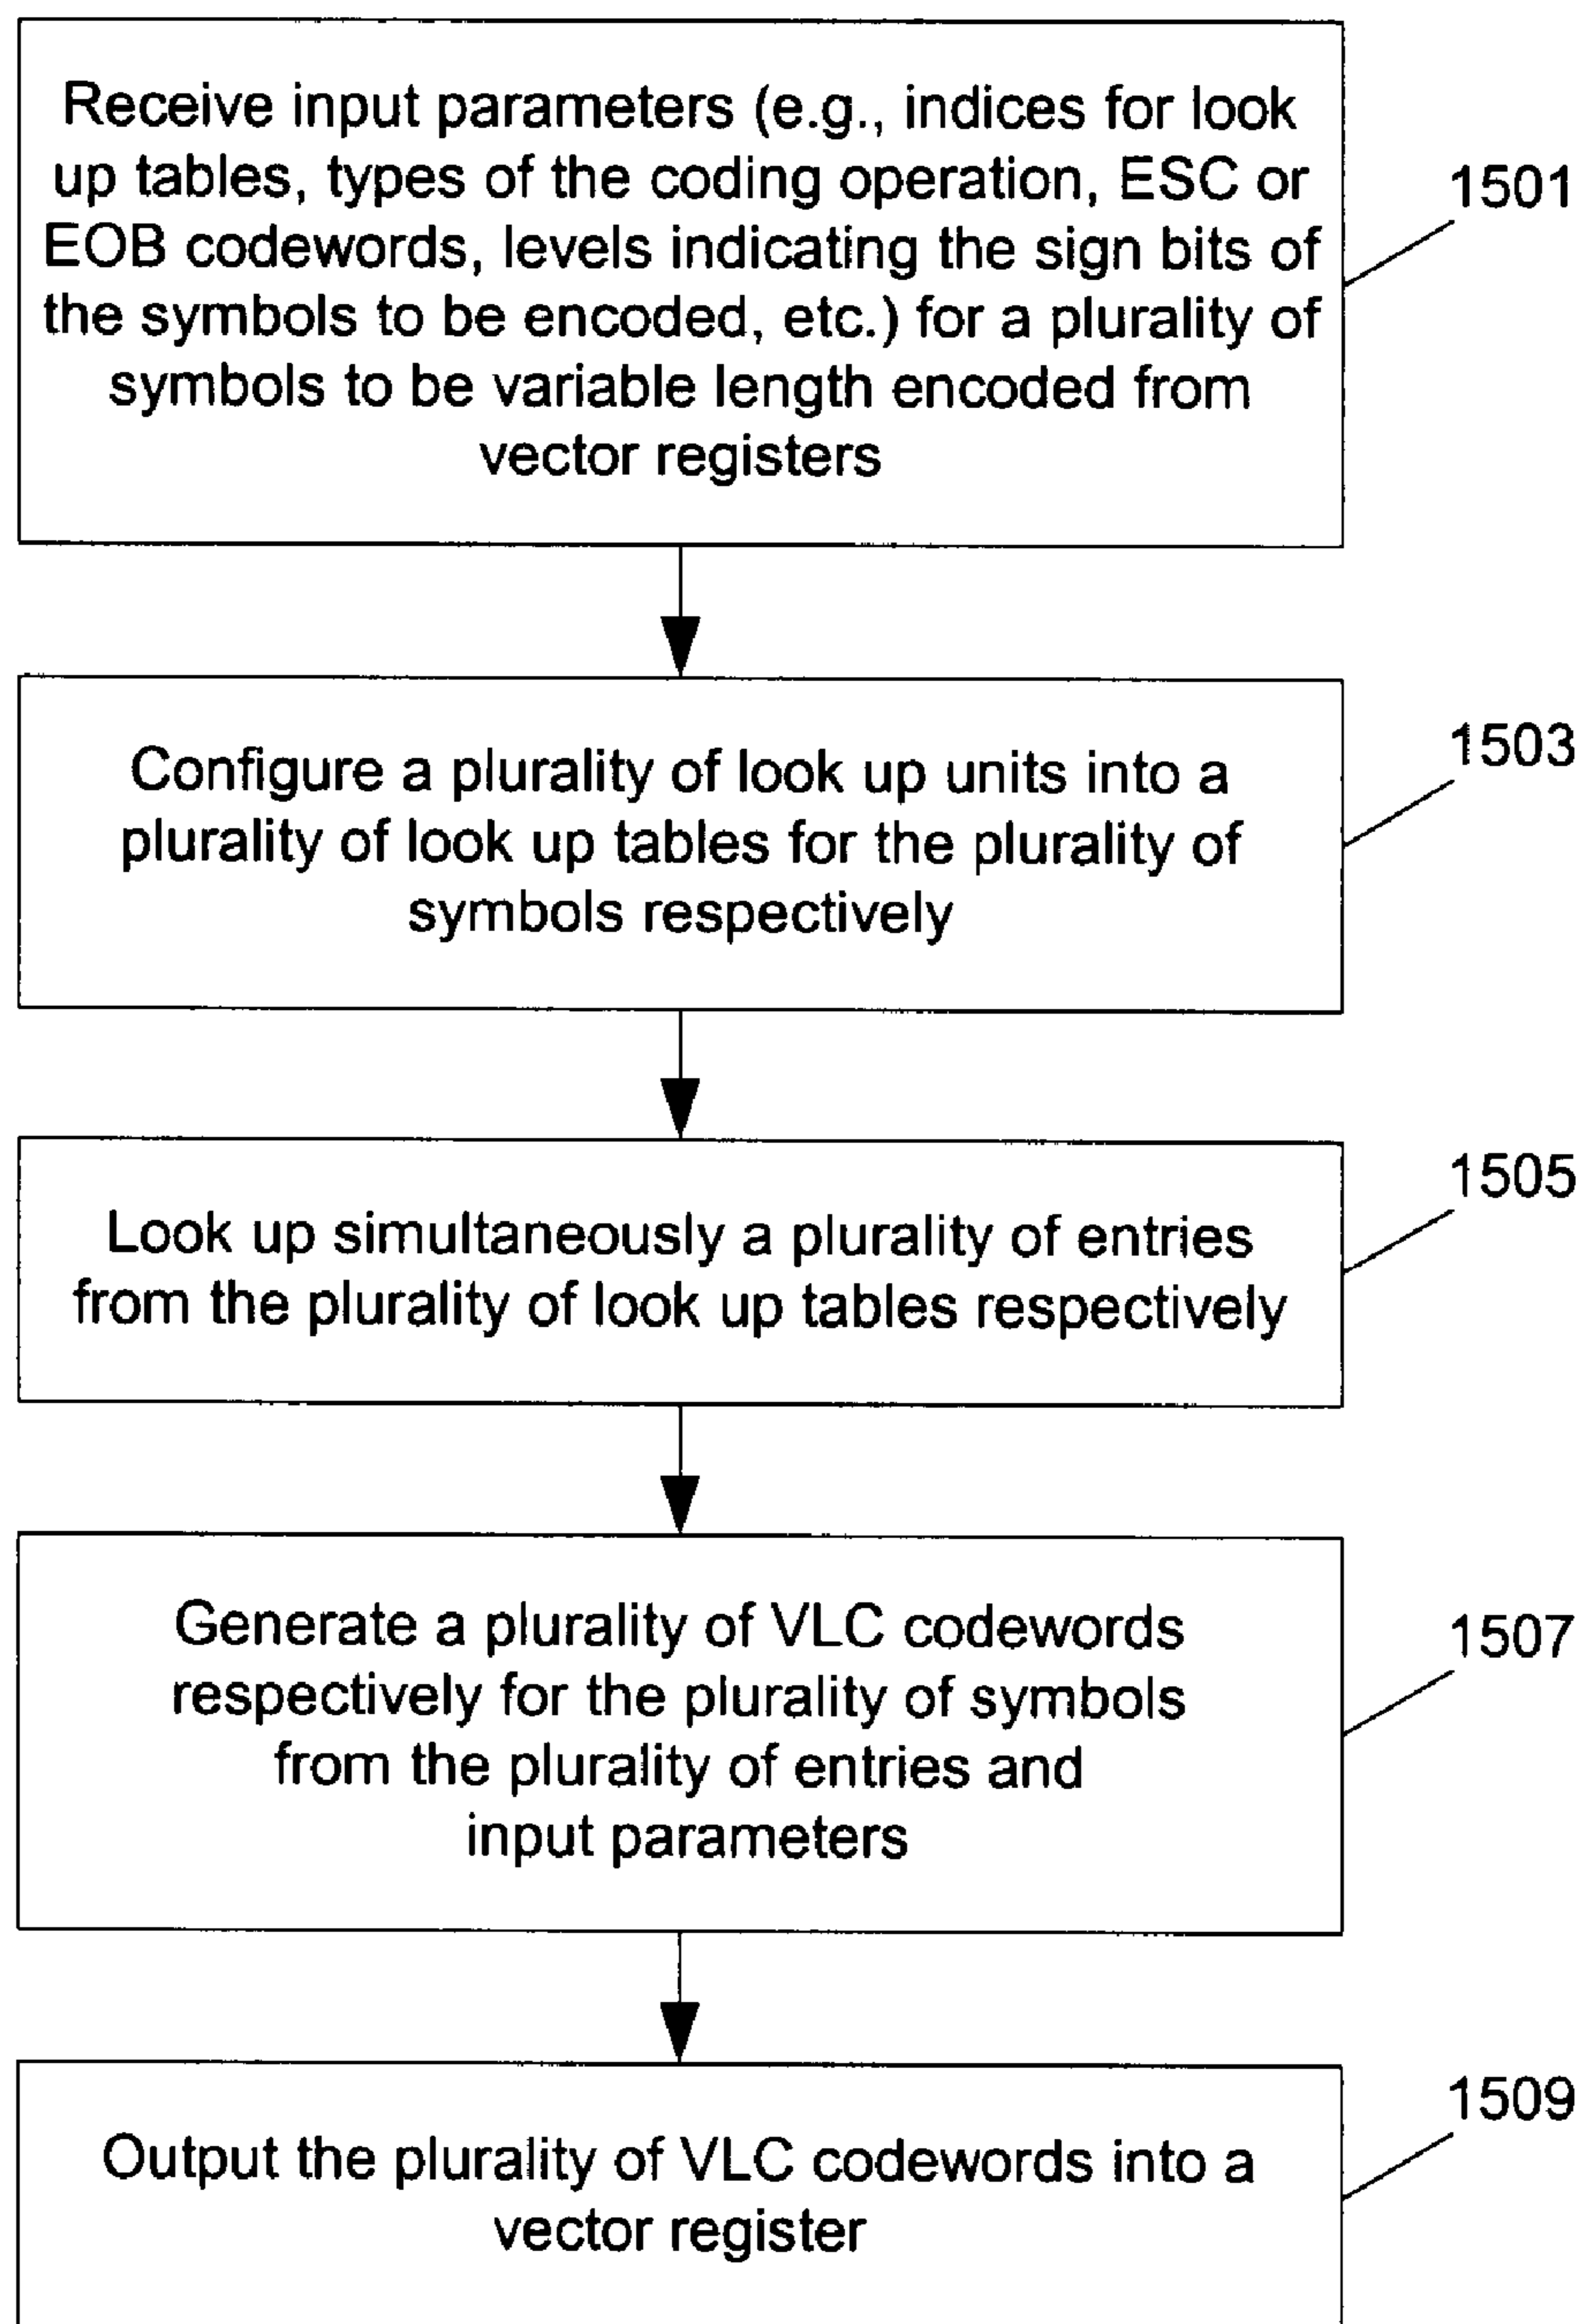 Receive input parameters (e.g., indices for look
up tables, types of the coding operation, ESC or
EOB codewords, levels indicating the sign bits of
the symbols to be encoded, etc.) for a plurality of
symbols to be variable length encoded from
vector registers
1501
Configure a plurality of look up units into a
plurality of look up tables for the plurality of
symbols respectively
1503
Look up simultaneously a plurality of entries
from the plurality of look up tables respectively
1505
Generate a plurality of VLC codewords
respectively for the plurality of symbols
from the plurality of entries and
input parameters
1507
Output the plurality of VLC codewords into a
vector register
1509